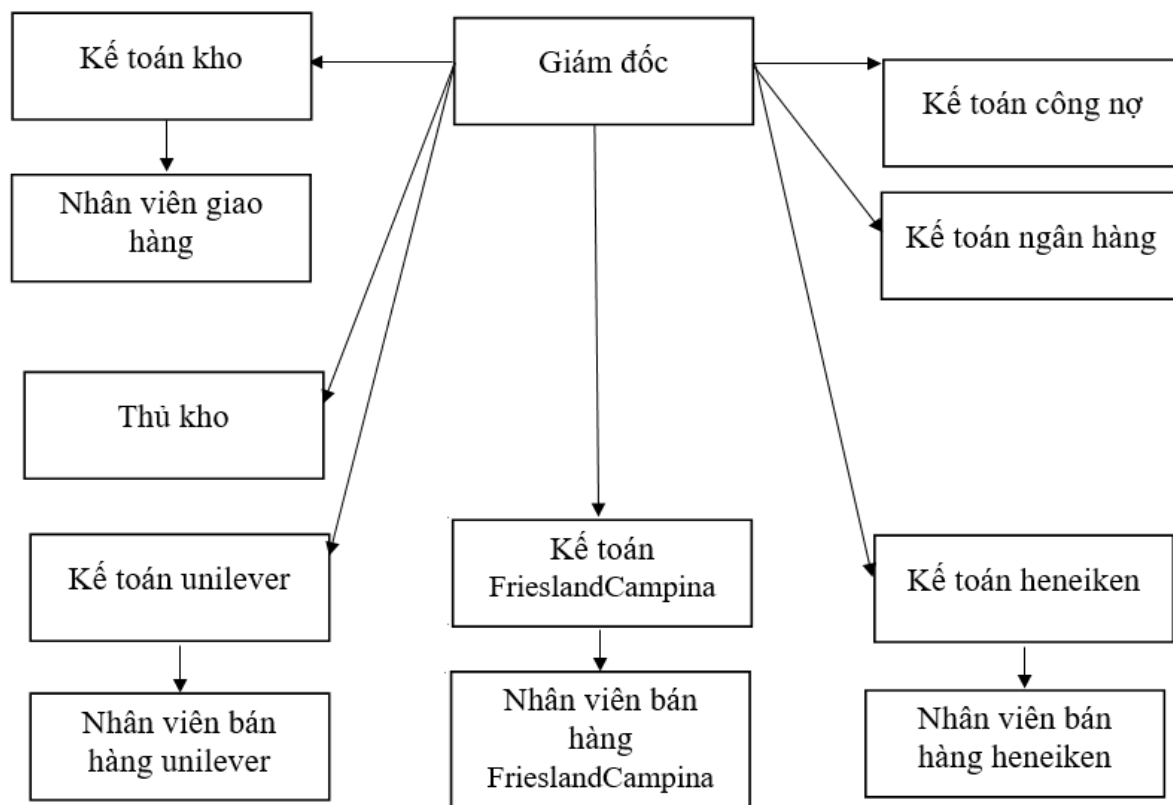 Kế toán kho
Giám đốc
Kế toán công nợ
Nhân viên giao
hàng
Kế toán ngân hàng
Thủ kho
Kế toán unilever
Kế toán
FrieslandCampina
Kế toán heneiken
Nhân viên bán
hàng unilever
Nhân viên bán
hàng
FrieslandCampina
Nhân viên bán
hàng heneiken